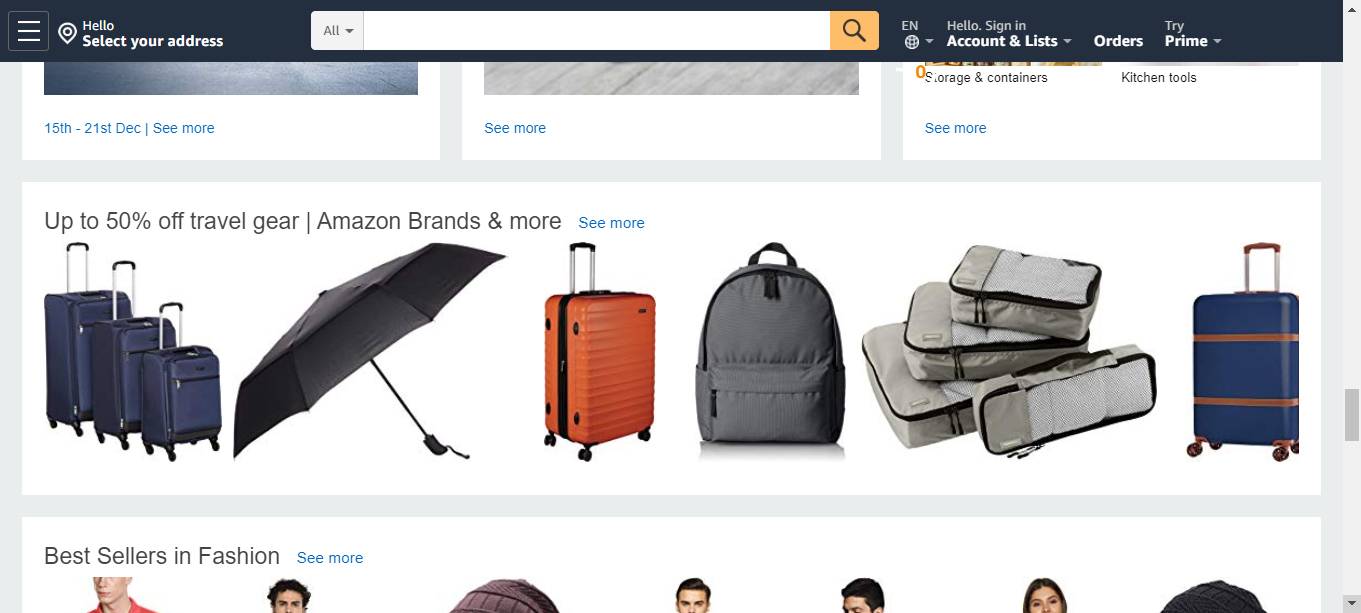 Hello
Select your address
All
EN
Hello. Sign in
Account & Lists
Orders
Try
Prime
0
Storage & containers
Kitchen tools
15th - 21st Dec | See more
See more
See more
Up to 50% off travel gear | Amazon Brands & more See more
Best Sellers in Fashion See more